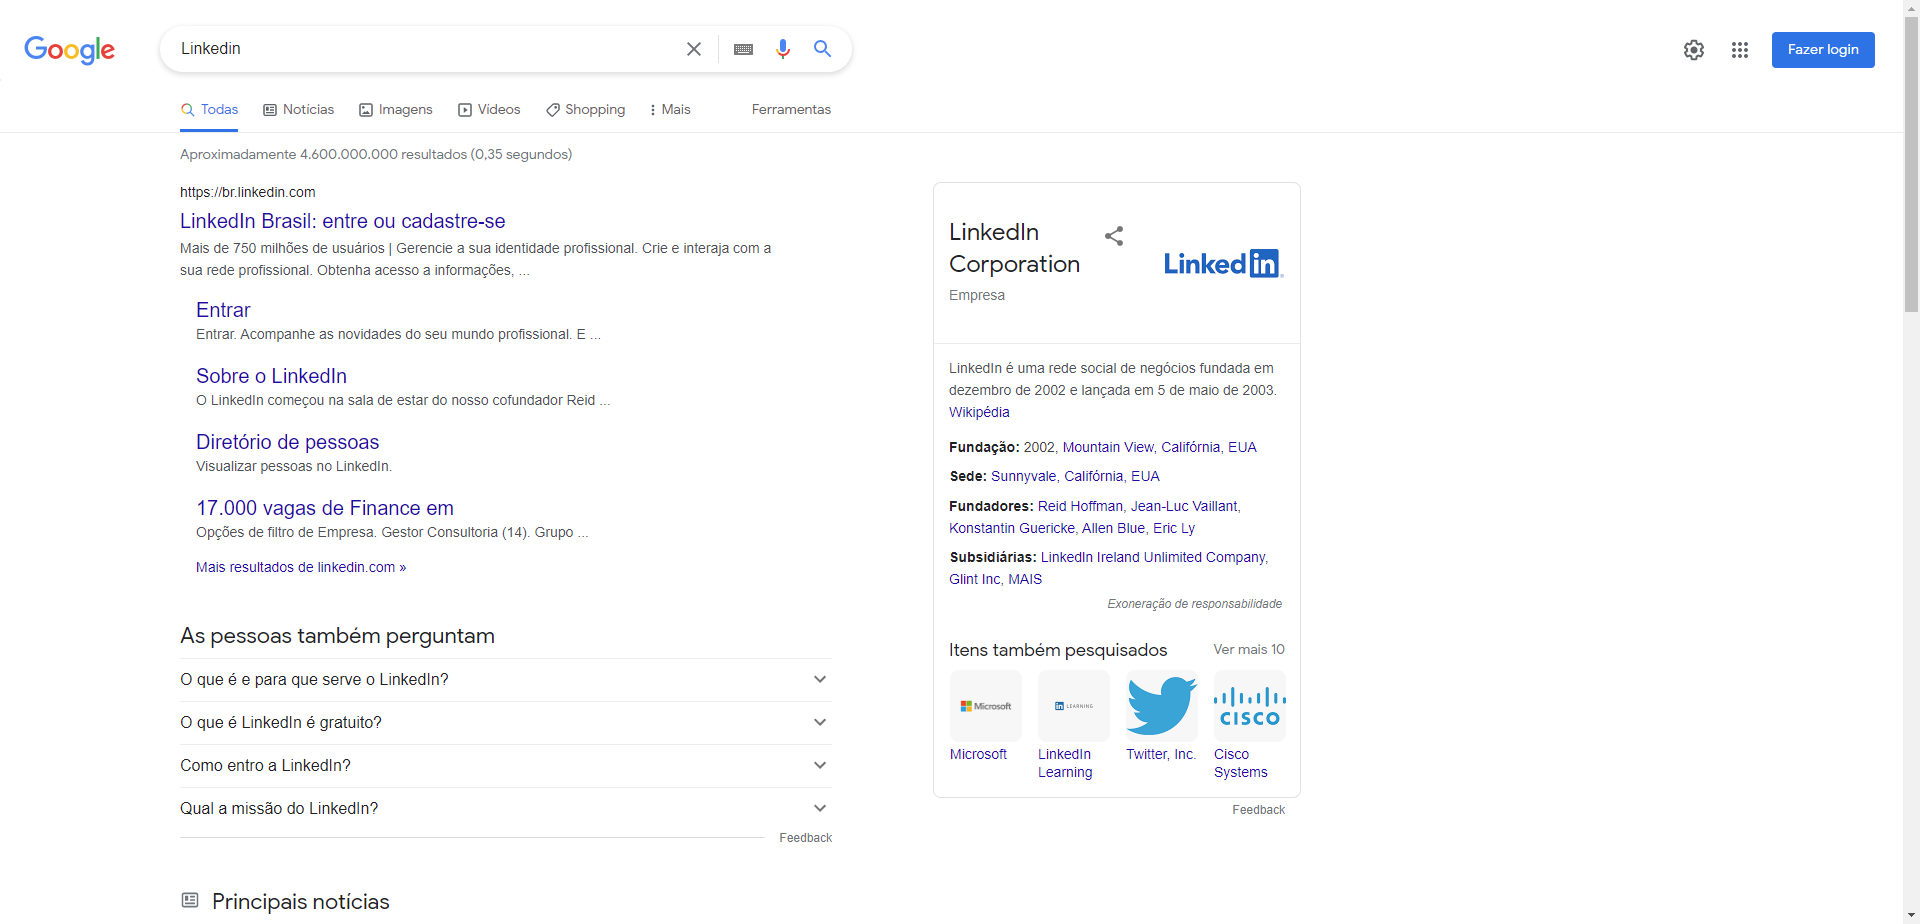 Google
Linkedin
Fazer login
Todas
Notícias
Imagens
Vídeos
Shopping
Mais
Ferramentas
Aproximadamente 4.600.000.000 resultados (0,35 segundos)
https://br.linkedin.com
LinkedIn Brasil: entre ou cadastre-se
Mais de 750 milhões de usuários | Gerencie a sua identidade profissional. Crie e interaja com a
sua rede profissional. Obtenha acesso a informações, ...
Entrar
Entrar. Acompanhe as novidades do seu mundo profissional. E ...
Sobre o LinkedIn
O LinkedIn começou na sala de estar do nosso cofundador Reid ...
Diretório de pessoas
Visualizar pessoas no LinkedIn.
17.000 vagas de Finance em
Opções de filtro de Empresa. Gestor Consultoria (14). Grupo ...
Mais resultados de linkedin.com »
As pessoas também perguntam
O que é e para que serve o LinkedIn?
O que é LinkedIn é gratuito?
Como entro a LinkedIn?
Qual a missão do LinkedIn?
Feedback
Principais notícias
LinkedIn
Corporation
Empresa
Linked in
LinkedIn é uma rede social de negócios fundada em
dezembro de 2002 e lançada em 5 de maio de 2003.
Wikipédia
Fundação: 2002, Mountain View, Califórnia, EUA
Sede: Sunnyvale, Califórnia, EUA
Fundadores: Reid Hoffman, Jean-Luc Vaillant,
Konstantin Guericke, Allen Blue, Eric Ly
Subsidiárias: LinkedIn Ireland Unlimited Company,
Glint Inc, MAIS
Exoneração de responsabilidade
Itens também pesquisados
Ver mais 10
Microsoft
in LEARNING
CISCO
Microsoft
LinkedIn
Learning
Twitter, Inc.
Cisco
Systems
Feedback